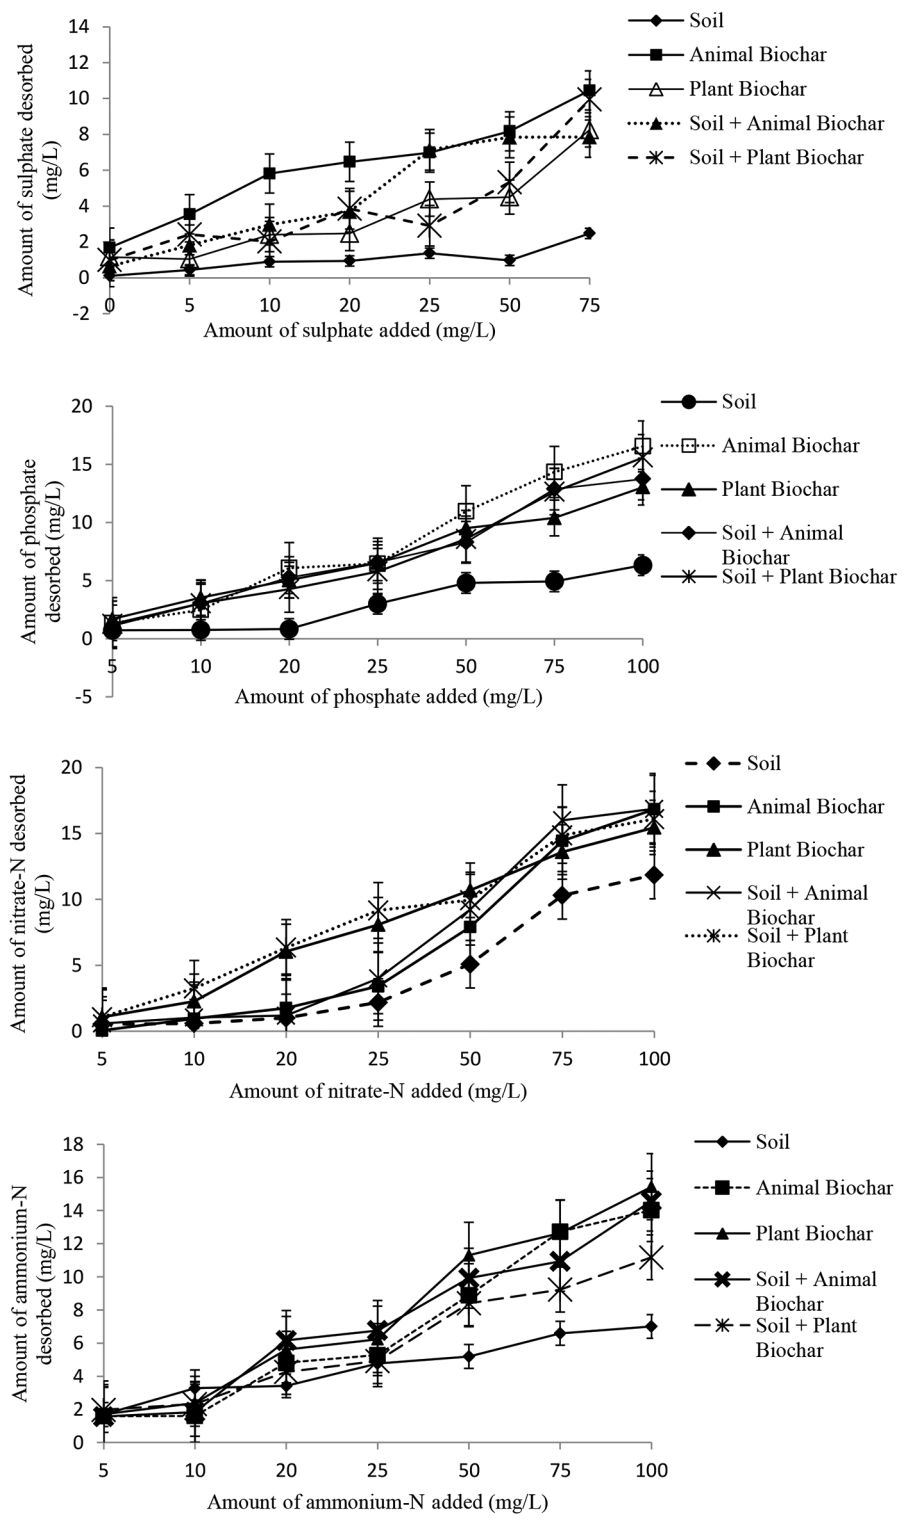 14
12
10
8
6
4
2
0
-2
Amount of sulphate desorbed
(mg/L)
0 5 10 20 25 50 75
Amount of sulphate added (mg/L)
Soil
Animal Biochar
Plant Biochar
Soil + Animal Biochar
Soil + Plant Biochar
20
15
10
5
0
-5
Amount of phosphate
desorbed (mg/L)
5 10 20 25 50 75 100
Amount of phosphate added (mg/L)
Soil
Animal Biochar
Plant Biochar
Soil + Animal
Biochar
Soil + Plant Biochar
20
15
10
5
0
Amount of nitrate-N desorbed
(mg/L)
5 10 20 25 50 75 100
Amount of nitrate-N added (mg/L)
Soil
Animal Biochar
Plant Biochar
Soil + Animal
Biochar
Soil + Plant
Biochar
18
16
14
12
10
8
6
4
2
0
Amount of ammonium-N
desorbed (mg/L)
5 10 20 25 50 75 100
Amount of ammonium-N added (mg/L)
Soil
Animal Biochar
Plant Biochar
Soil + Animal
Biochar
Soil + Plant
Biochar